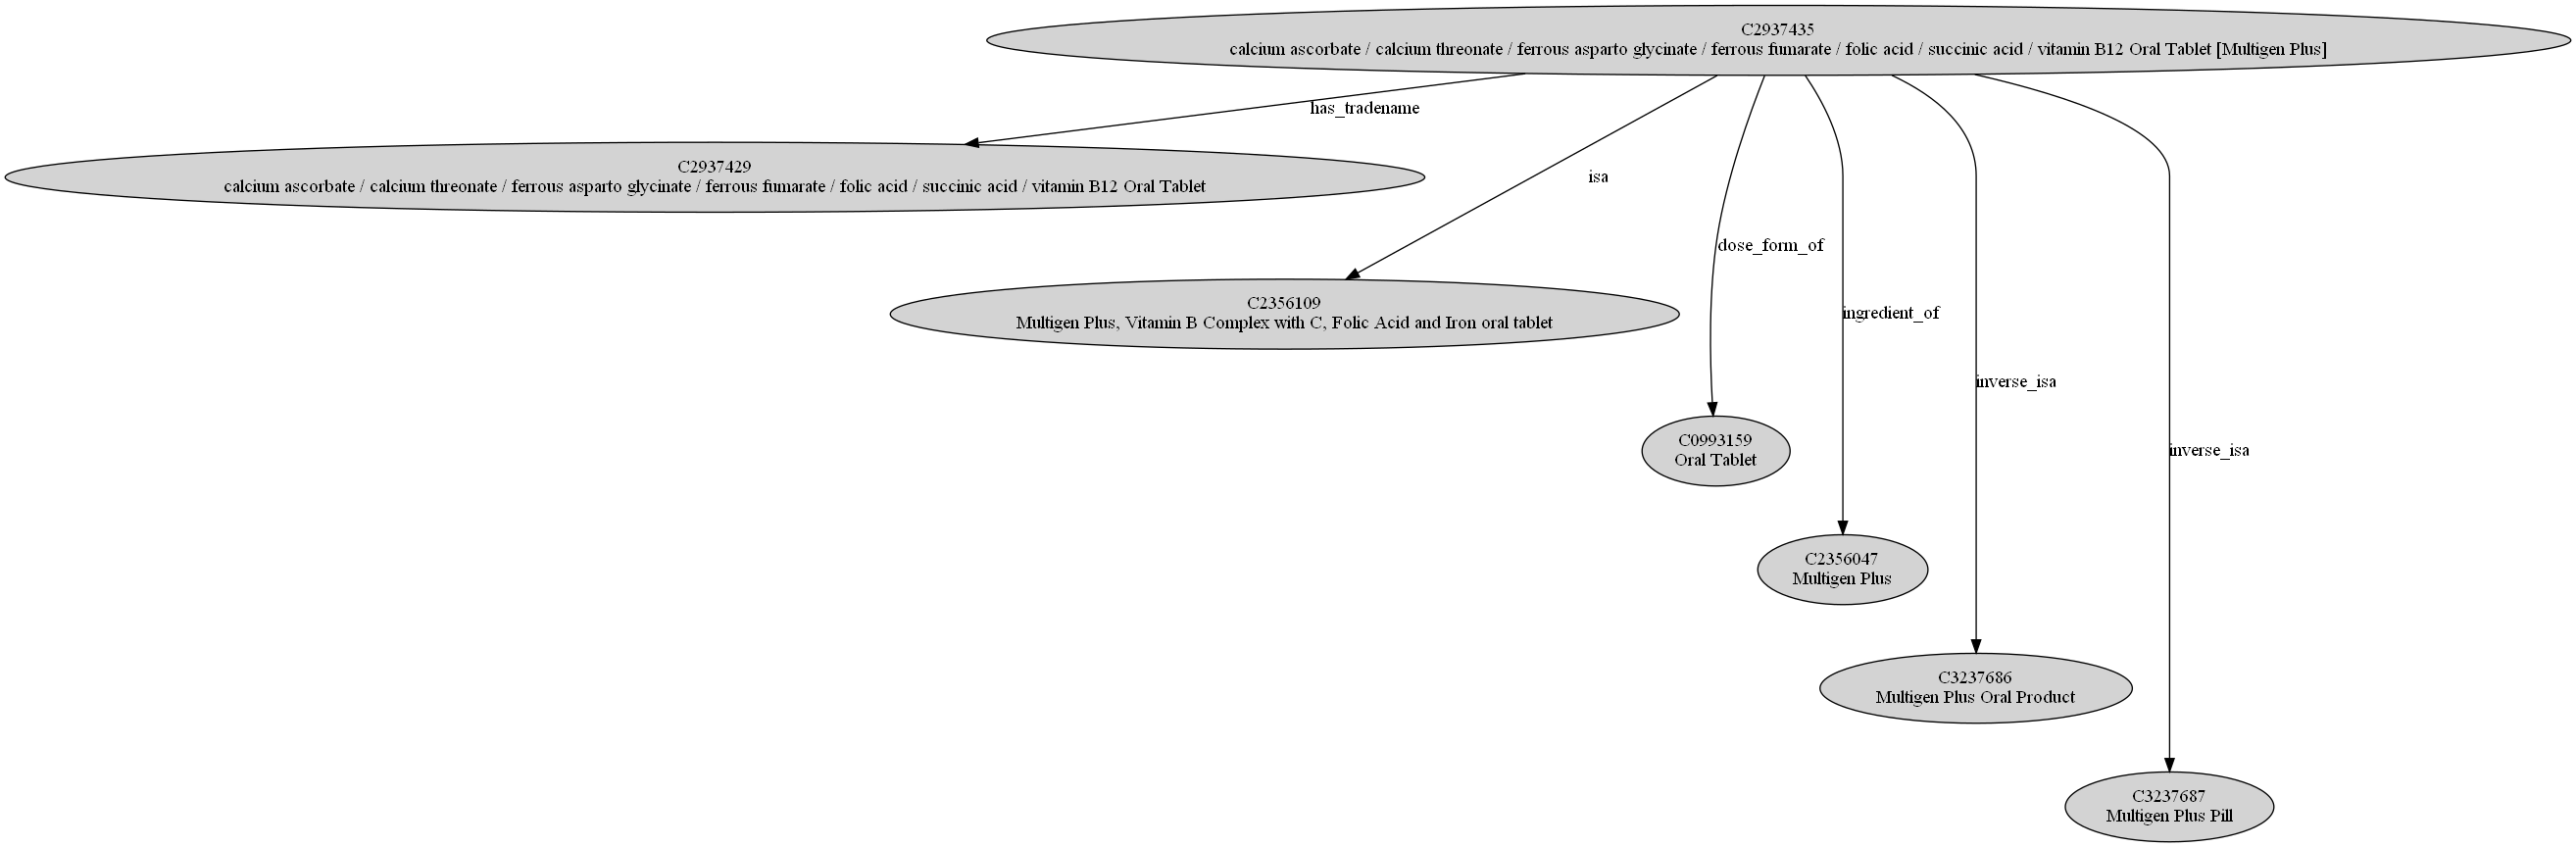 C2937435
calcium ascorbate / calcium threonate / ferrous asparto glycinate / ferrous fumarate / folic acid / succinic acid / vitamin B12 Oral Tablet [Multigen Plus]
has_tradename
C2937429
calcium ascorbate / calcium threonate / ferrous asparto glycinate / ferrous fumarate / folic acid / succinic acid / vitamin B12 Oral Tablet
isa
dose_form_of
C2356109
Multigen Plus, Vitamin B Complex with C, Folic Acid and Iron oral tablet
ingredient_of
inverse_isa
C0993159
Oral Tablet
inverse_isa
C2356047
Multigen Plus
C3237686
Multigen Plus Oral Product
C3237687
Multigen Plus Pill